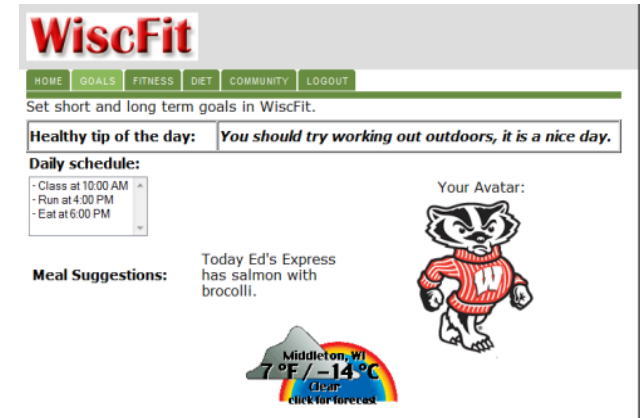 WiscFit
HOME GOALS FITNESS DIET COMMUNITY LOGOUT
Set short and long term goals in WiscFit.
Healthy tip of the day: You should try working out outdoors, it is a nice day.
Daily schedule:
- Class at 10:00 AM
- Run at 4:00 PM
- Eat at 6:00 PM
Your Avatar:
W
Meal Suggestions:
Today Ed's Express
has salmon with
brocolli.
Middleton, WI
7 °F / -14 °C
Clear
click for forecast